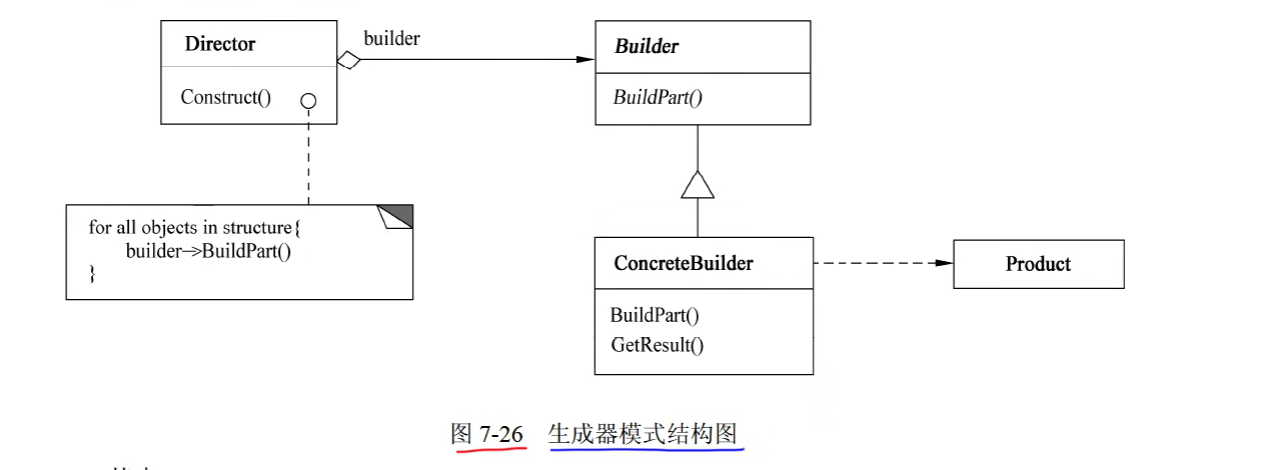 Director
Construct()
builder
Builder
BuildPart()
for all objects in structure{
builder->BuildPart()
}
ConcreteBuilder
BuildPart()
GetResult()
Product
图 7-26 生成器模式结构图